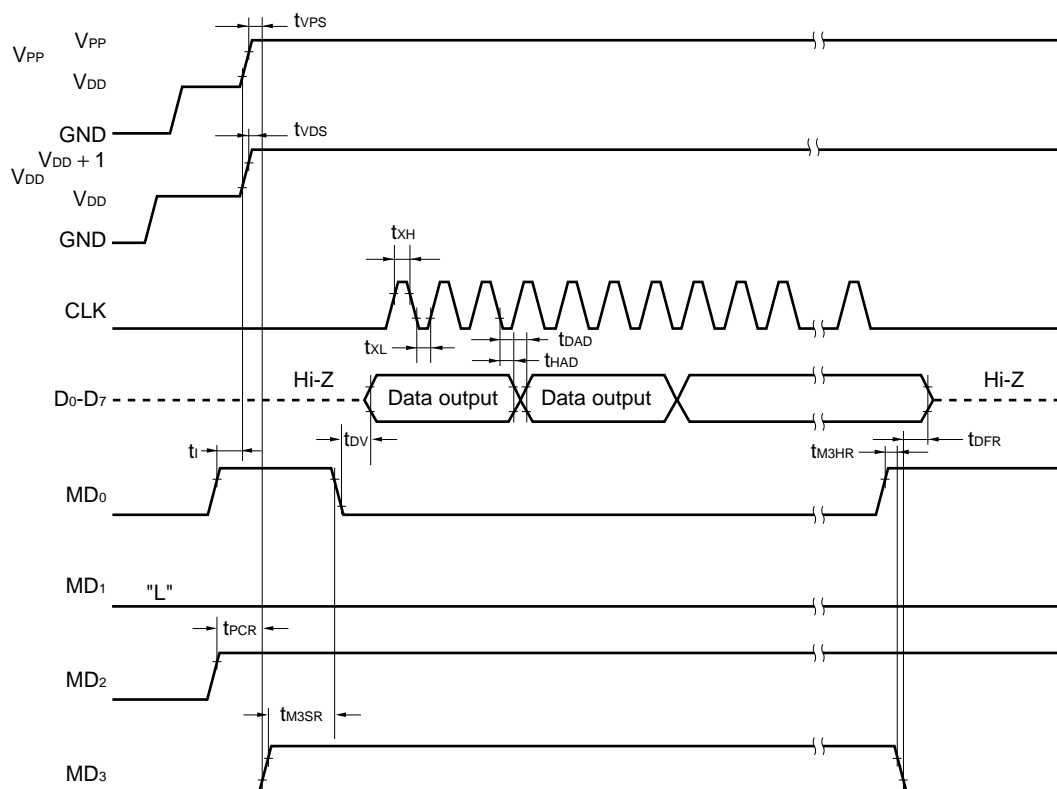 tVPS
VPP
VPP
VDD
GND
tVDS
VDD + 1
VDD
VDD
GND
tXH
CLK
tXL
tDAD
tHAD
Hi-Z
Hi-Z
D0-D7
Data output
Data output
tDV
tDFR
tI
tM3HR
MD0
MD1
"L"
tPCR
MD2
tM3SR
MD3